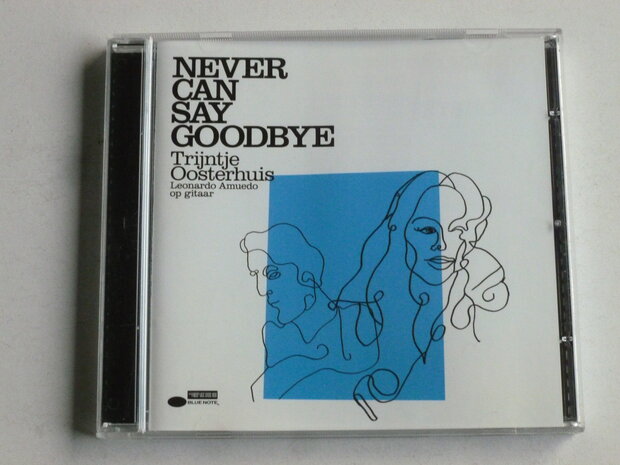 NEVER
CAN
SAY
GOODBYE
Trijntje
Oosterhuis
Leonardo Amuedo
op gitaar
BLUE NOTE